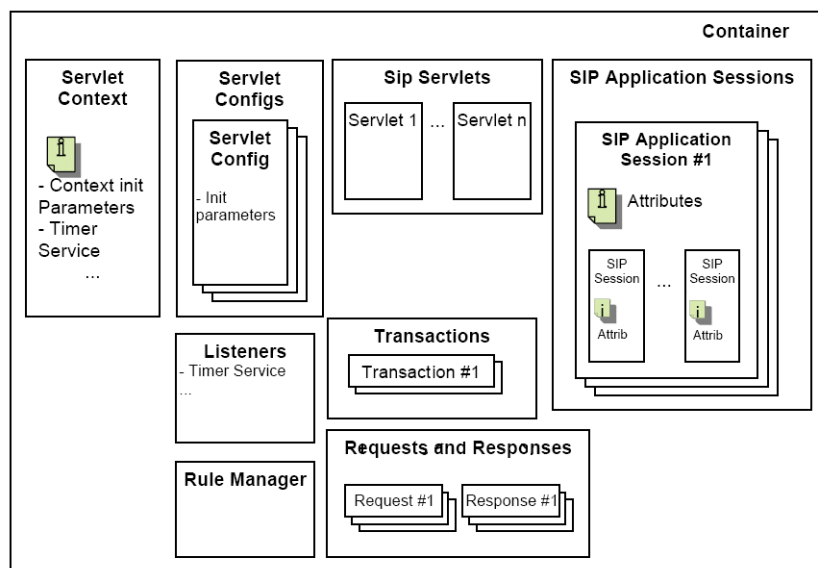 Container
Servlet
Context
- Context init
Parameters
- Timer
Service
...
Servlet
Configs
Servlet
Config
- Init
parameters
Sip Servlets
Servlet 1
...
Servlet n
SIP Application Sessions
SIP Application
Session #1
Attributes
SIP
Session
Attrib
...
SIP
Session
Attrib
Listeners
- Timer Service
...
Transactions
Transaction #1
Rule Manager
Requests and Responses
Request #1
Response #1